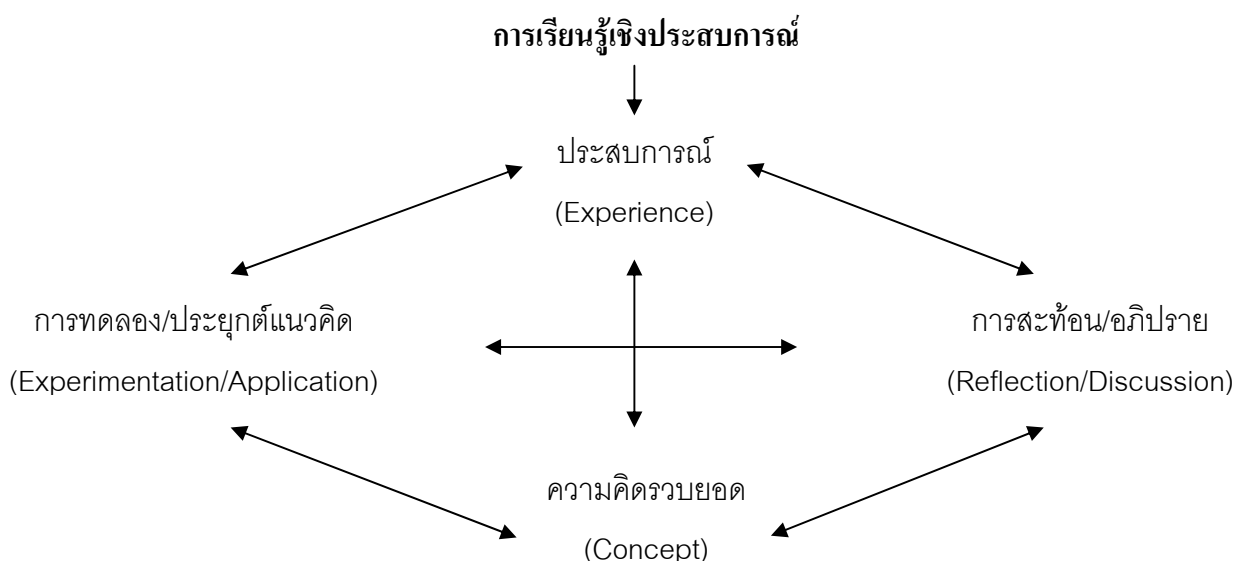 การเรียนรู้เชิงประสบการณ์
ประสบการณ์
(Experience)
การทดลอง/ประยุกต์แนวคิด
(Experimentation/Application)
การสะท้อน/อภิปราย
(Reflection/Discussion)
ความคิดรวบยอด
(Concept)